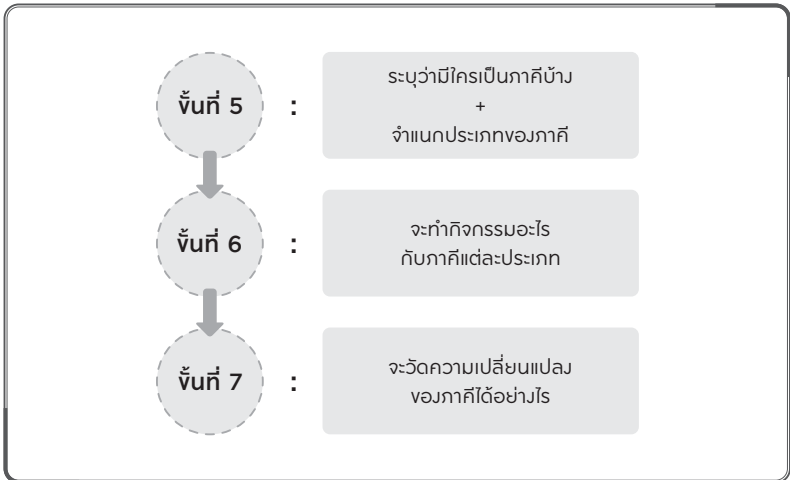 ขั้นที่ 5 :
ระบุว่ามีใครเป็นภาคีบ้าง
+
จำแนกประเภทของภาคี
ขั้นที่ 6 :
จะทำกิจกรรมอะไร
กับภาคีแต่ละประเภท
ขั้นที่ 7 :
จะวัดความเปลี่ยนแปลง
ของภาคีได้อย่างไร